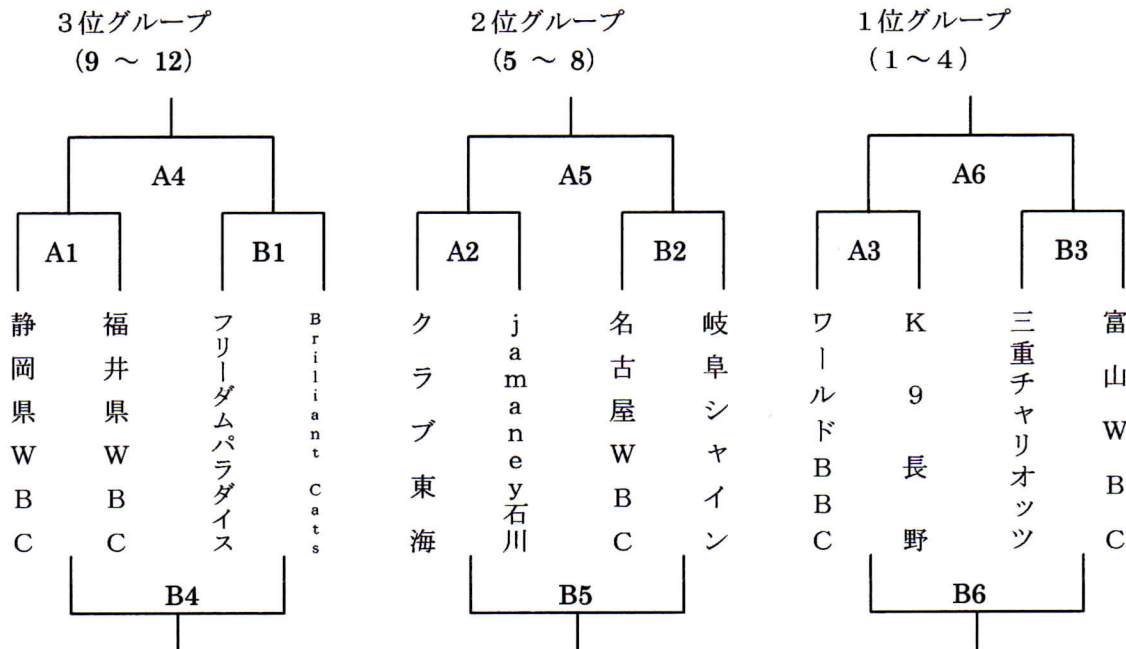 3位グループ
(9 ～ 12)
2位グループ
(5 ～ 8)
1位グループ
(1～4)
A4
A5
A6
A1
B1
A2
B2
A3
B3
静岡県WBC
福井県WBC
フリーダムパラダイス
Briliant Cats
クラブ東海
jamaney石川
名古屋WBC
岐阜シャイン
ワールドBBC
K9長野
三重チャリオッツ
富山WBC
B4
B5
B6